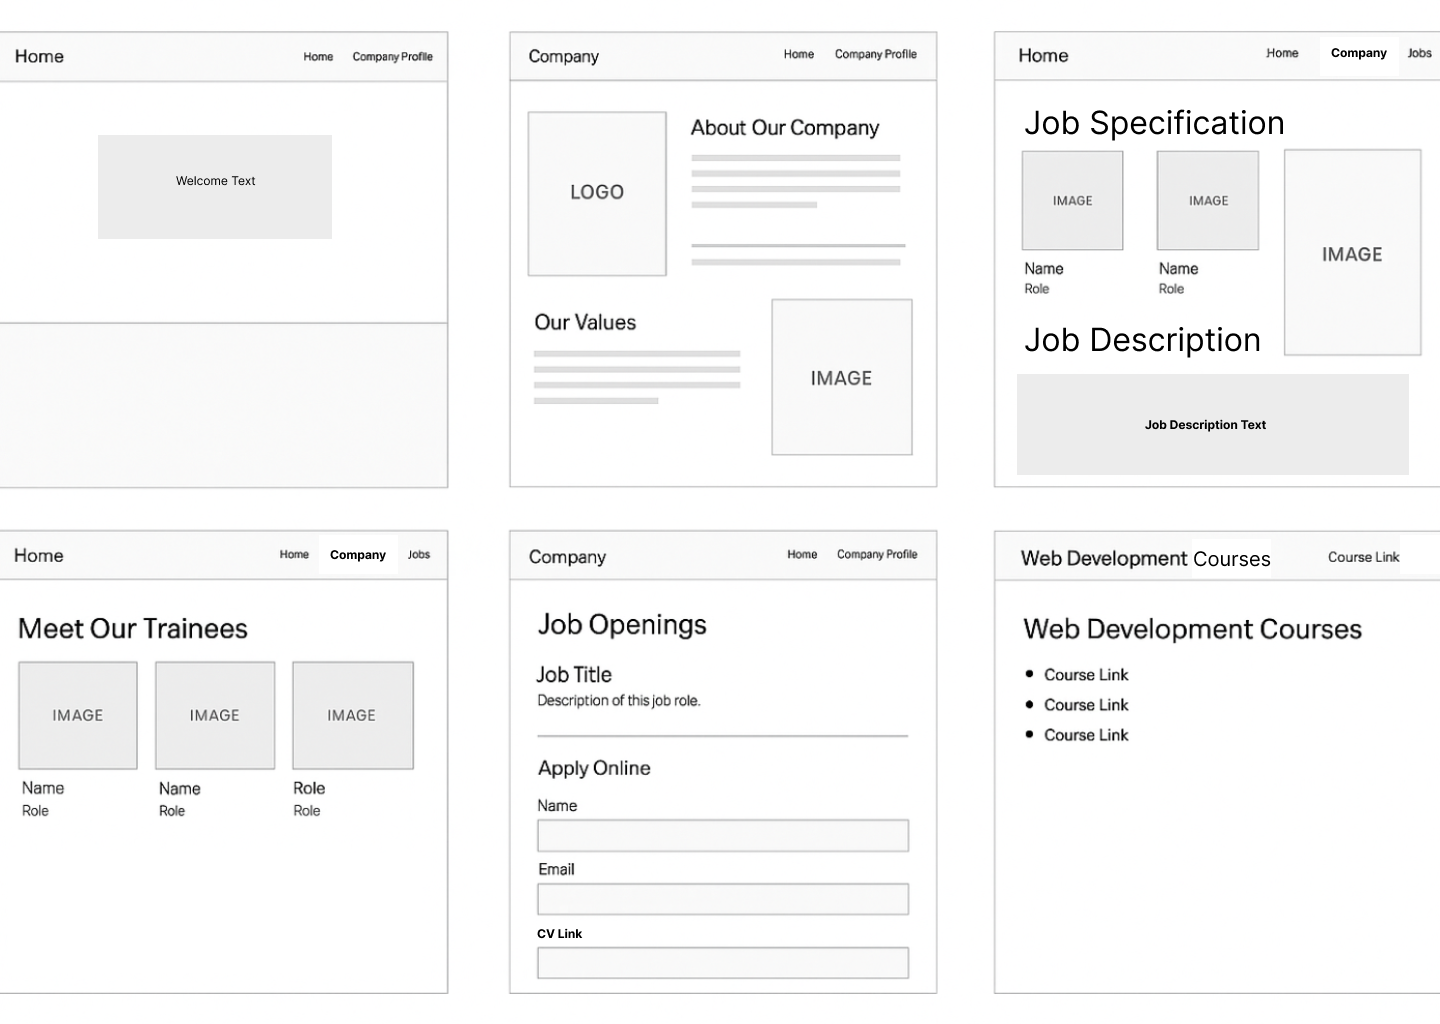 Home
Home Company Profile
Welcome Text
Company
Home Company Profile
LOGO
About Our Company
Our Values
IMAGE
Home
Home Company Jobs
Job Specification
IMAGE
IMAGE
IMAGE
Name
Role
Name
Role
Job Description
Job Description Text
Home
Home Company Jobs
Meet Our Trainees
IMAGE
IMAGE
IMAGE
Name
Role
Name
Role
Role
Role
Company
Home Company Profile
Job Openings
Job Title
Description of this job role.
Apply Online
Name
Email
CV Link
Web Development Courses
Course Link
Web Development Courses
• Course Link
• Course Link
• Course Link